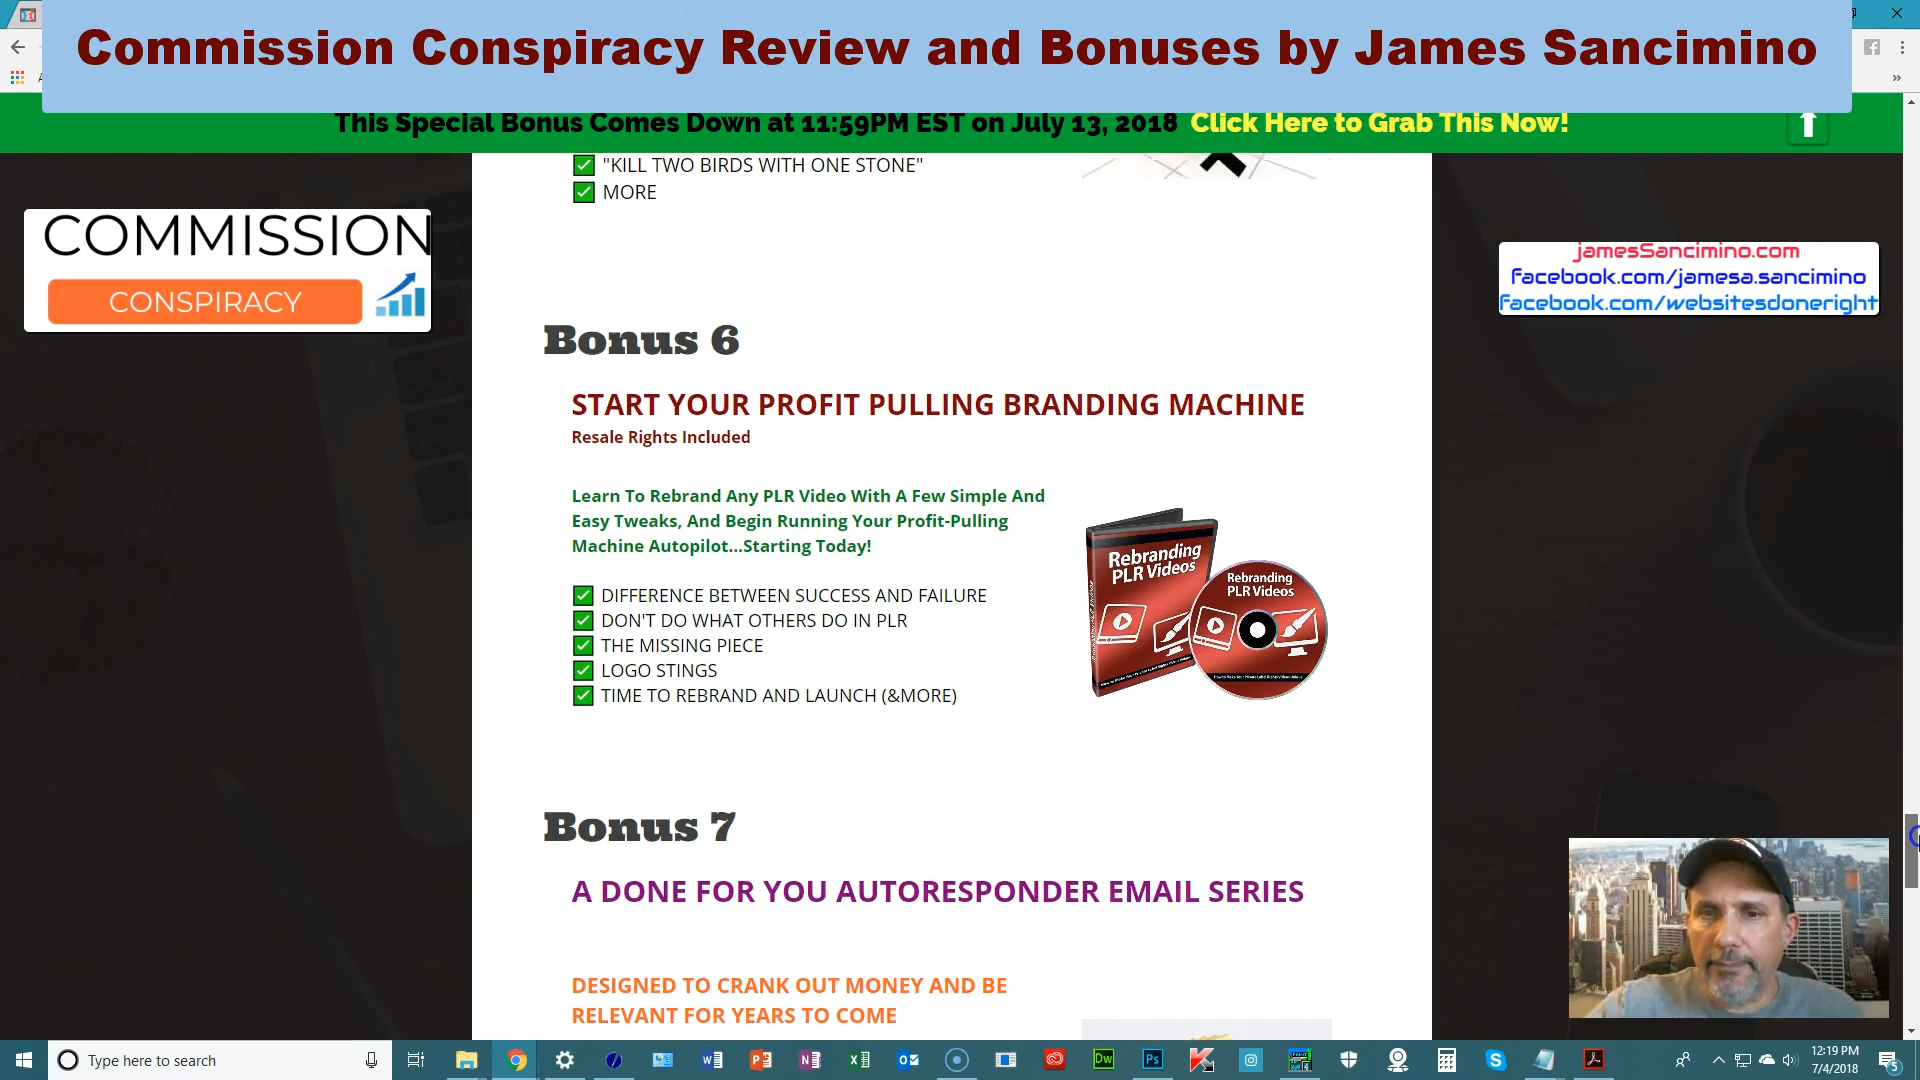 Commission Conspiracy Review and Bonuses by James Sancimino
This Special Bonus Comes Down at 11:59PM EST on July 13, 2018 Click Here to Grab This Now!
"KILL TWO BIRDS WITH ONE STONE"
MORE
COMMISSION
CONSPIRACY
jamesSancimino.com
facebook.com/jamesa.sancimino
facebook.com/websitesdoneright
Bonus 6
START YOUR PROFIT PULLING BRANDING MACHINE
Resale Rights Included
Learn To Rebrand Any PLR Video With A Few Simple And
Easy Tweaks, And Begin Running Your Profit-Pulling
Machine Autopilot...Starting Today!
DIFFERENCE BETWEEN SUCCESS AND FAILURE
DON'T DO WHAT OTHERS DO IN PLR
THE MISSING PIECE
LOGO STINGS
TIME TO REBRAND AND LAUNCH (&MORE)
Rebranding
PLR Videos
Rebranding
PLR Videos
Bonus 7
A DONE FOR YOU AUTORESPONDER EMAIL SERIES
DESIGNED TO CRANK OUT MONEY AND BE
RELEVANT FOR YEARS TO COME
Type here to search
Dw
Ps
12:19 PM
7/4/2018
5